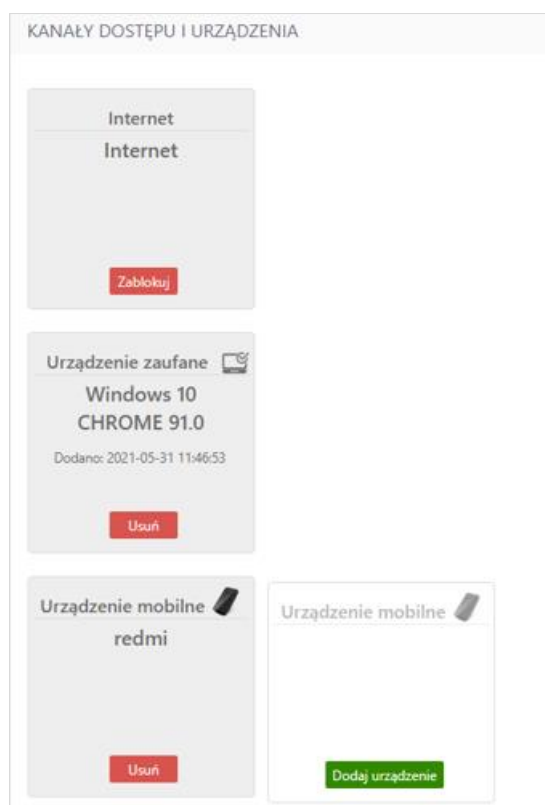 KANAŁY DOSTĘPU I URZĄDZENIA
Internet
Internet
Zablokuj
Urządzenie zaufane
Windows 10
CHROME 91.0
Dodano: 2021-05-31 11:46:53
Usuń
Urządzenie mobilne
redmi
Usuń
Urządzenie mobilne
Dodaj urządzenie